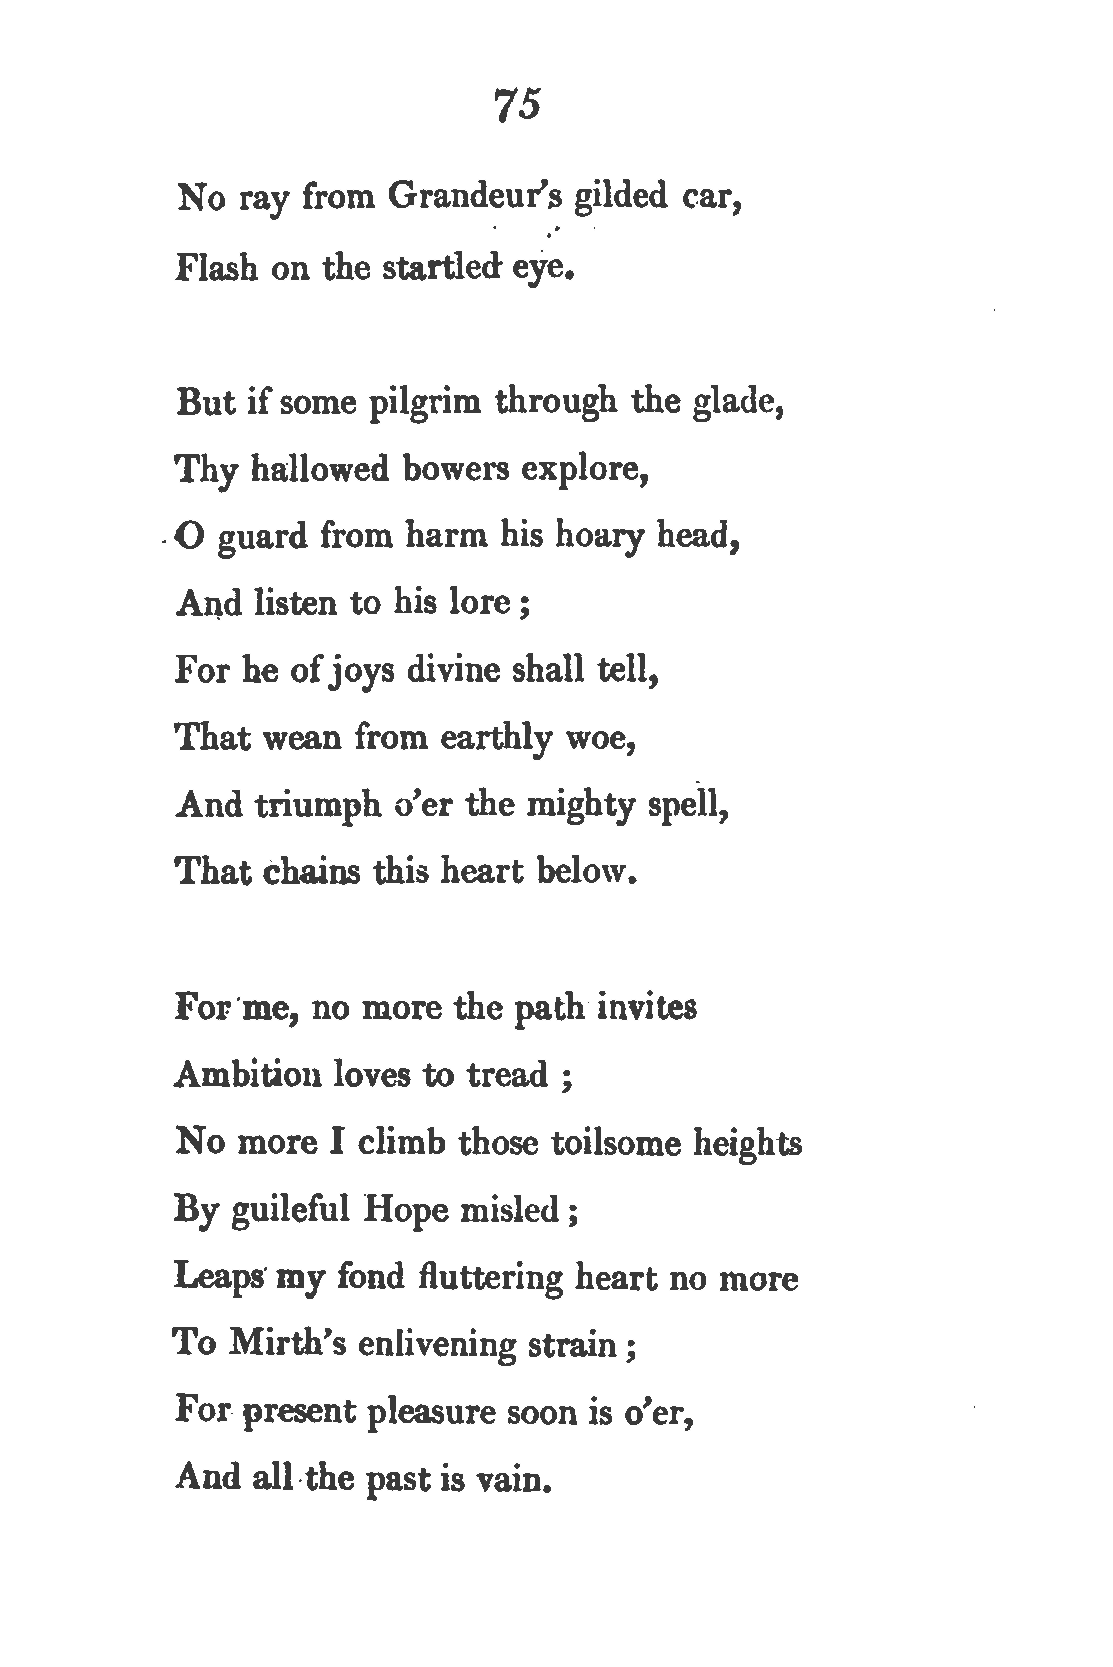 75
No ray from Grandeur's gilded car,
Flash on the startled eye.
But if some pilgrim through the glade,
Thy hallowed bowers explore,
O guard from harm his hoary head,
And listen to his lore ;
For he of joys divine shall tell,
That wean from earthly woe,
And triumph o'er the mighty spell,
That chains this heart below.
For me, no more the path invites
Ambition loves to tread ;
No more I climb those toilsome heights
By guileful Hope misled ;
Leaps my fond fluttering heart no more
To Mirth's enlivening strain ;
For present pleasure soon is o'er,
And all the past is vain.